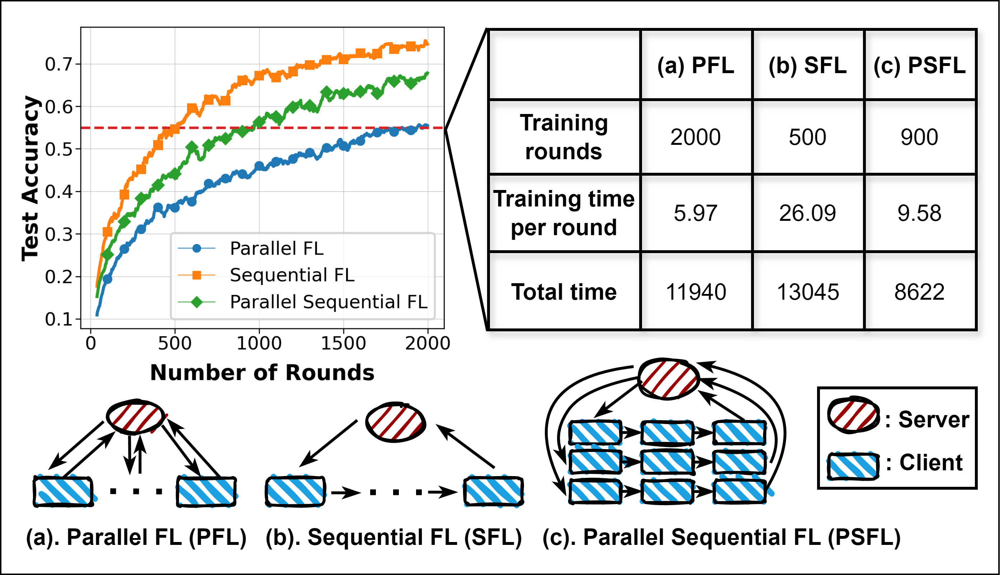 Test Accuracy
0.7
0.6
0.5
0.4
0.3
0.2
0.1
0
500
1000
1500
2000
Number of Rounds
Parallel FL
Sequential FL
Parallel Sequential FL
(a) PFL
(b) SFL
(c) PSFL
Training
rounds
2000
500
900
Training time
per round
5.97
26.09
9.58
Total time
11940
13045
8622
: Server
: Client
(a). Parallel FL (PFL)
(b). Sequential FL (SFL)
(c). Parallel Sequential FL (PSFL)